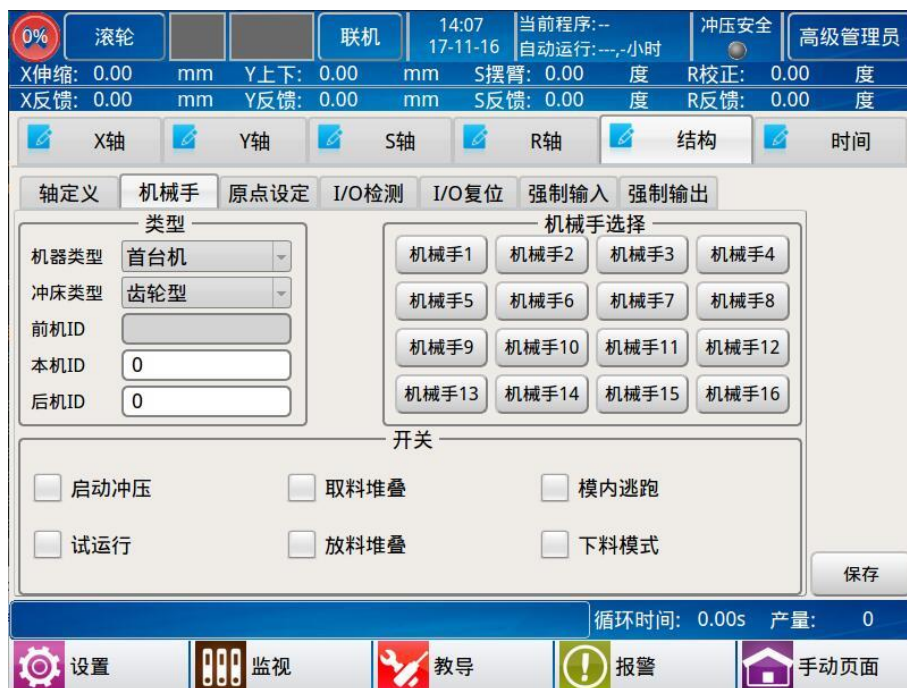 0% 滚轮 联机 14:07 当前程序:-- 冲压安全 高级管理员
17-11-16 自动运行:---,-小时
X伸缩: 0.00 mm Y上下: 0.00 mm S摆臂: 0.00 度 R校正: 0.00 度
X反馈: 0.00 mm Y反馈: 0.00 mm S反馈: 0.00 度 R反馈: 0.00 度
X轴 Y轴 S轴 R轴 结构 时间
轴定义 机械手 原点设定 I/O检测 I/O复位 强制输入 强制输出
类型
机器类型 首台机
冲床类型 齿轮型
前机ID
本机ID 0
后机ID 0
机械手选择
机械手1 机械手2 机械手3 机械手4
机械手5 机械手6 机械手7 机械手8
机械手9 机械手10 机械手11 机械手12
机械手13 机械手14 机械手15 机械手16
开关
启动冲压 取料堆叠 模内逃跑
试运行 放料堆叠 下料模式
保存
循环时间: 0.00s 产量: 0
设置 监视 教导 报警 手动页面